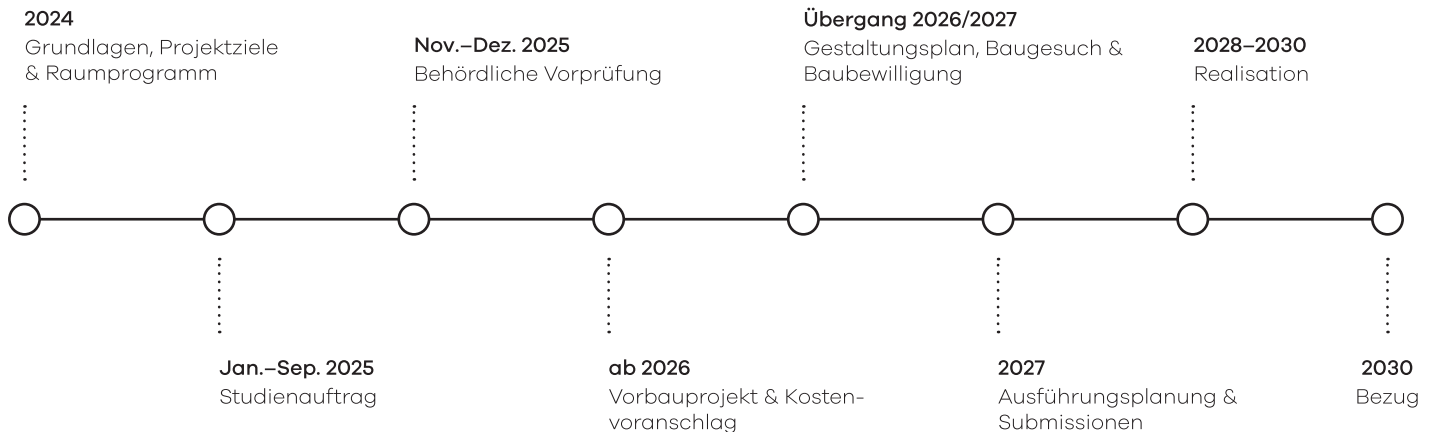 2024
Grundlagen, Projektziele
& Raumprogramm
Jan.–Sep. 2025
Studienauftrag
Nov.–Dez. 2025
Behördliche Vorprüfung
ab 2026
Vorbauprojekt & Kosten-
voranschlag
Übergang 2026/2027
Gestaltungsplan, Baugesuch &
Baubewilligung
2027
Ausführungsplanung &
Submissionen
2028–2030
Realisation
2030
Bezug